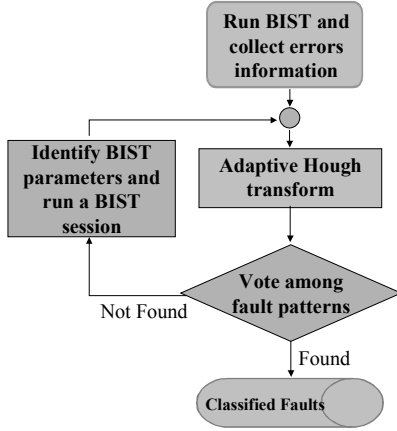 Run BIST and
collect errors
information
Identify BIST
parameters and
run a BIST
session
Adaptive Hough
transform
Vote among
fault patterns
Not Found
Found
Classified Faults